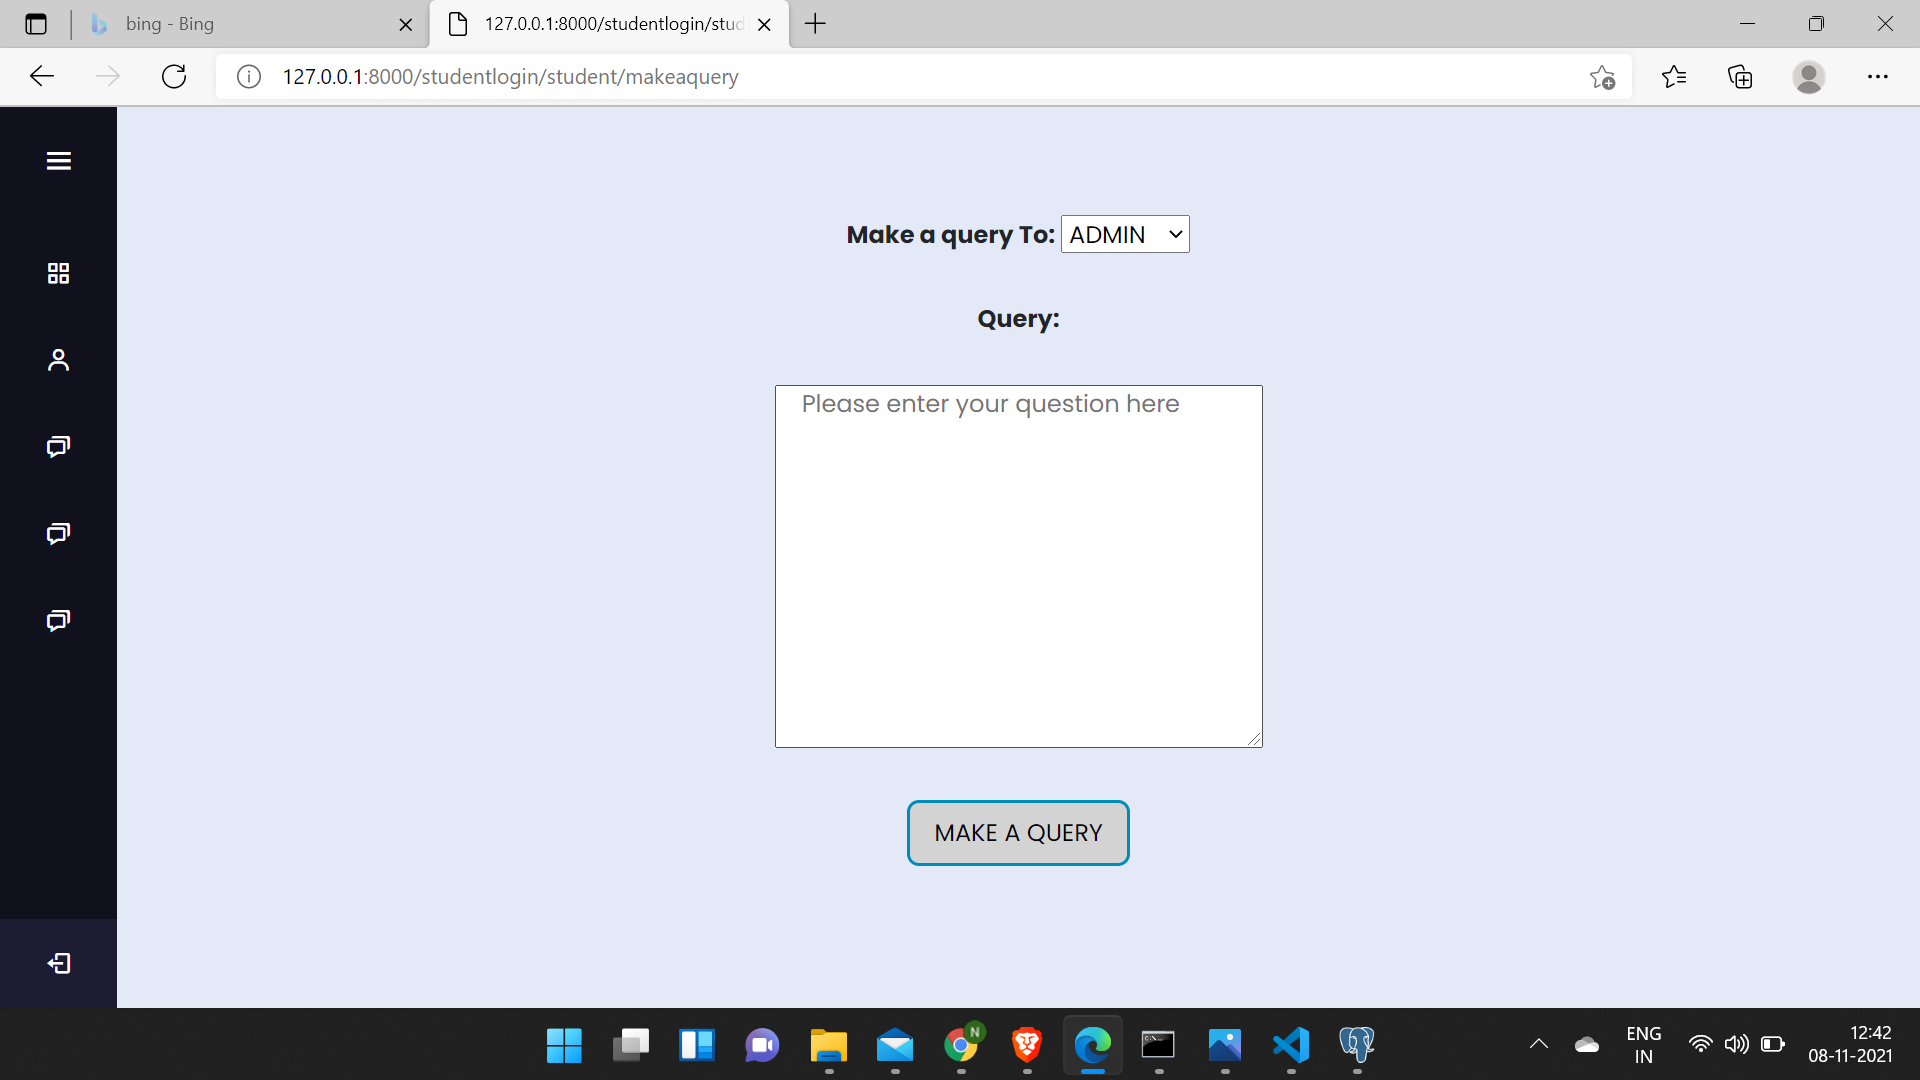 bing - Bing
127.0.0.1:8000/studentlogin/stud
127.0.0.1:8000/studentlogin/student/makeaquery
Make a query To: ADMIN
Query:
Please enter your question here
MAKE A QUERY
N
ENG
IN
12:42
08-11-2021